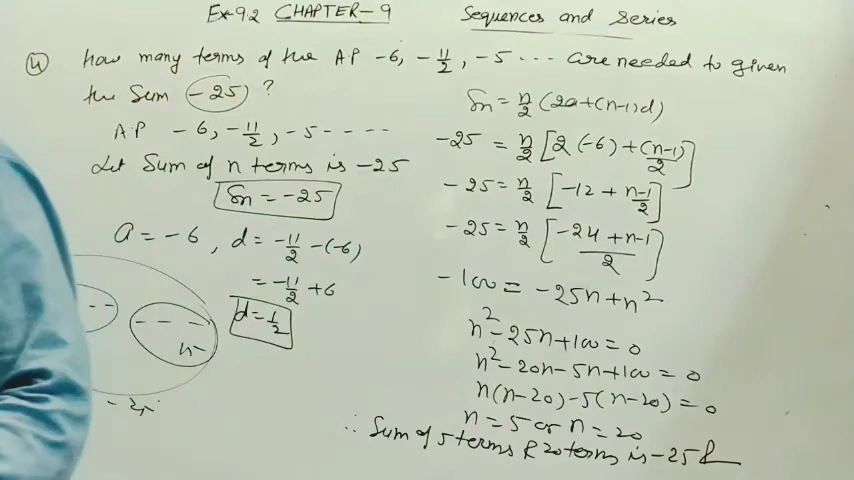 Ex-9.2 CHAPTER-9 Sequences and Series
④ How many terms of the AP -6, -11/2, -5 ... are needed to given
the Sum -25 ?
AP -6, -11/2, -5 - - - -
Let Sum of n terms is -25
Sn = -25
a = -6, d = -11/2 -(-6)
= -11/2 + 6
d = 1/2
n-
Sn = n/2 (2a+(n-1)d)
-25 = n/2 [2(-6) + (n-1)/2]
-25 = n/2 [-12 + n-1/2]
-25 = n/2 [-24 + n-1 / 2]
-100 = -25n + n²
n² - 25n + 100 = 0
n² - 20n - 5n + 100 = 0
n(n-20) - 5(n-20) = 0
n = 5 or n = 20
∴ Sum of 5 terms & 20 terms is -25